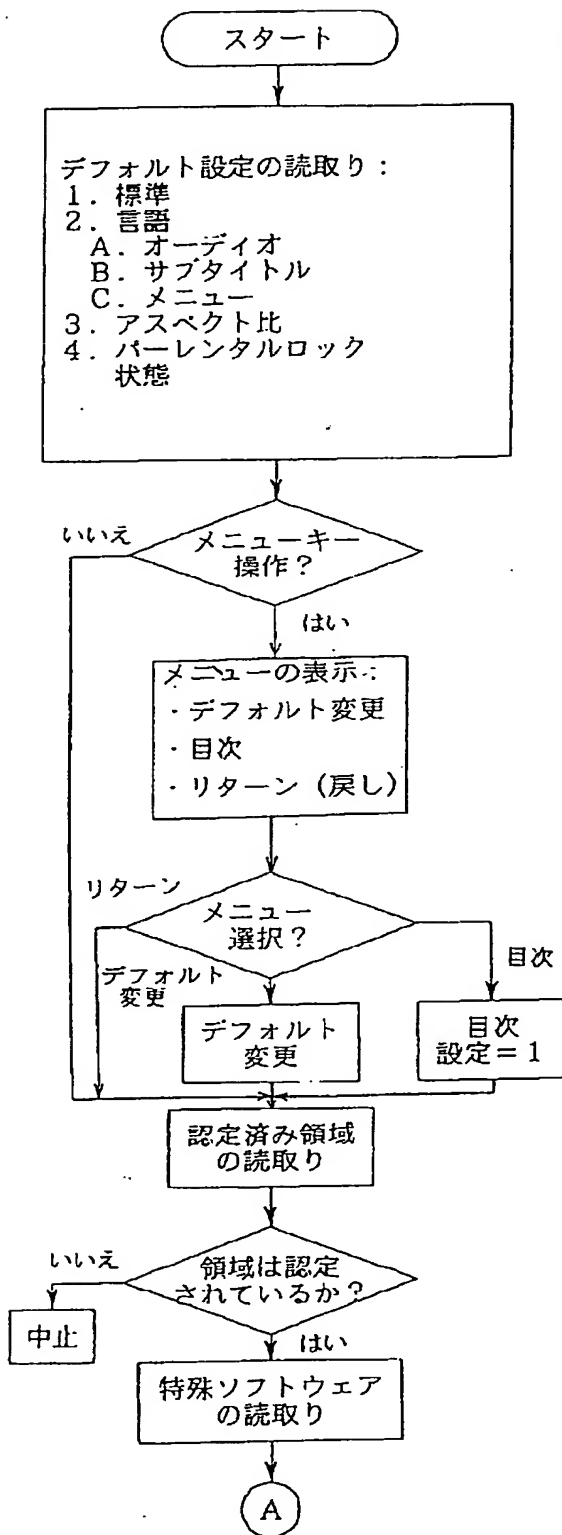 スタート
デフォルト設定の読取り：
1．標準
2．言語
A．オーディオ
B．サブタイトル
C．メニュー
3．アスペクト比
4．パーレンタルロック
状態
いいえ
メニューキー
操作？
はい
メニューの表示：
・デフォルト変更
・目次
・リターン（戻し）
リターン
メニュー
選択？
デフォルト
変更
目次
デフォルト
変更
目次
設定＝1
認定済み領域
の読取り
いいえ
領域は認定
されているか？
中止
はい
特殊ソフトウェア
の読取り
A